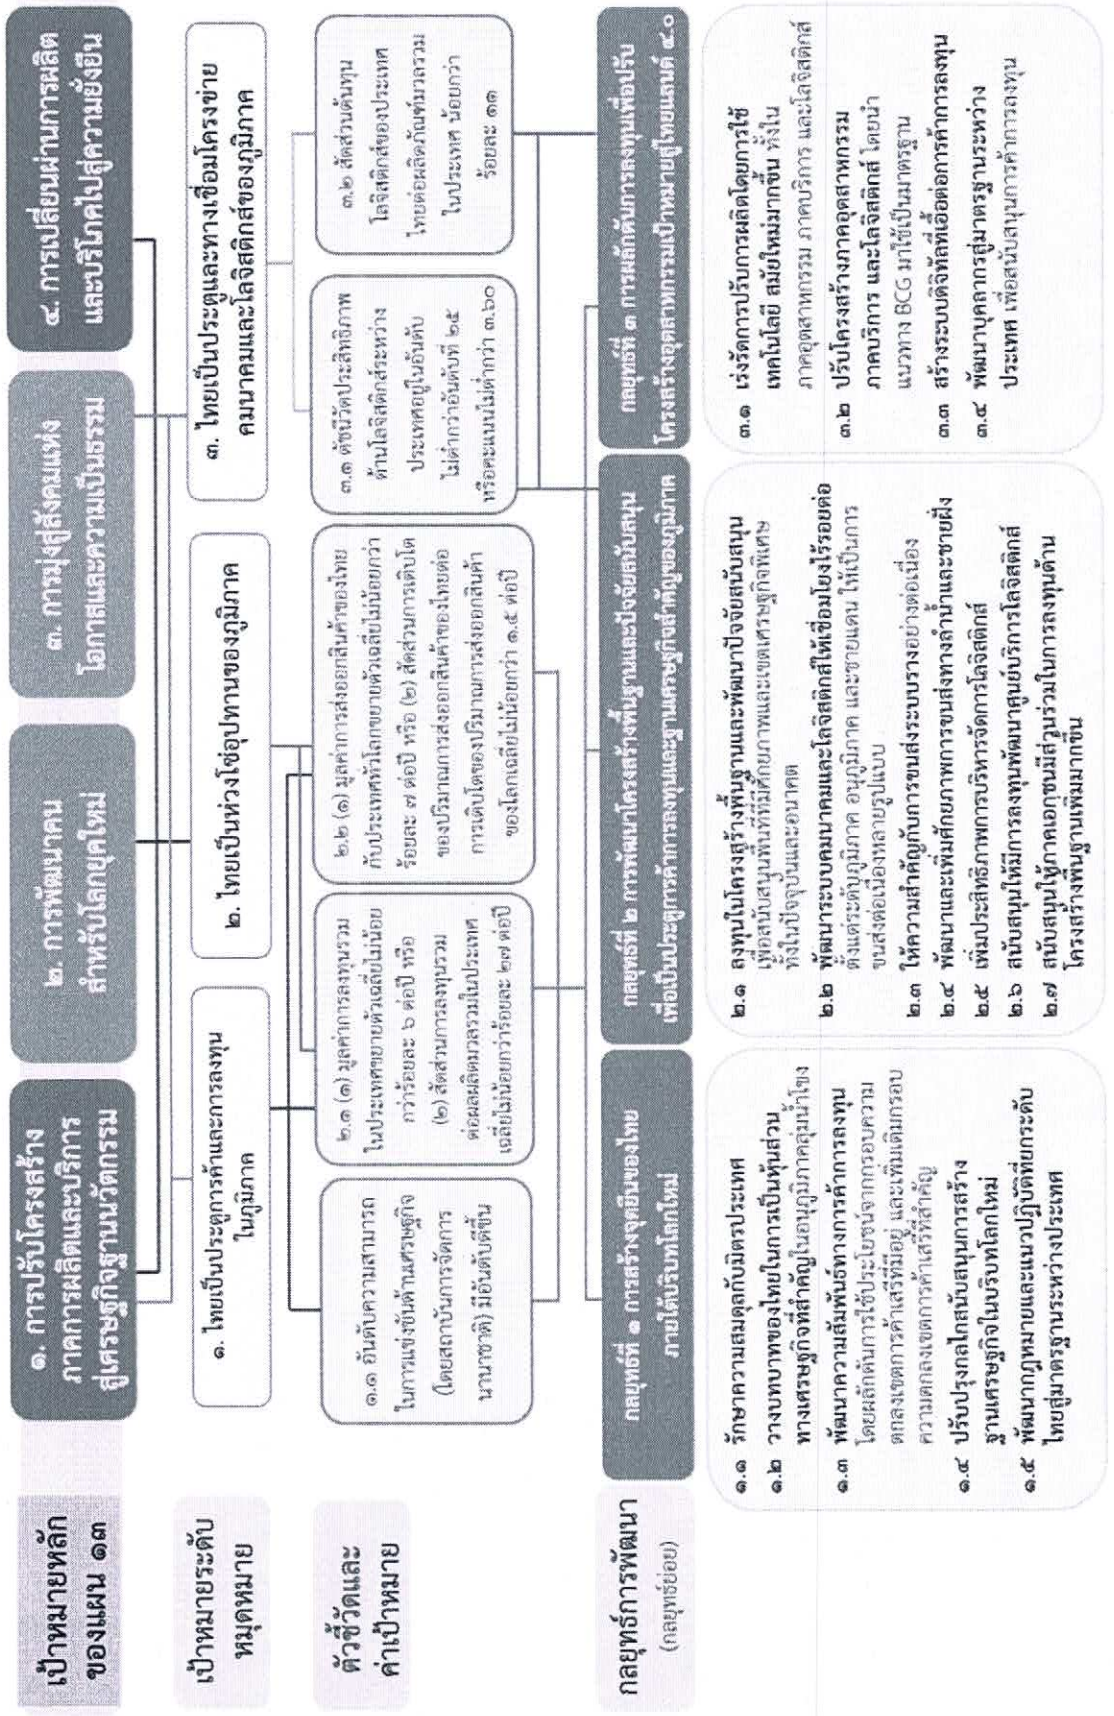 เป้าหมายหลัก
ของแผน ๑๓
๑. การปรับโครงสร้าง
ภาคการผลิตและบริการ
สู่เศรษฐกิจฐานนวัตกรรม
๒. การพัฒนาคน
สำหรับโลกยุคใหม่
๓. การมุ่งสู่สังคมแห่ง
โอกาสและความเป็นธรรม
๔. การเปลี่ยนผ่านการผลิต
และบริโภคไปสู่ความยั่งยืน
เป้าหมายระดับ
หมุดหมาย
๑. ไทยเป็นประตูการค้าและการลงทุน
ในภูมิภาค
๒. ไทยเป็นห่วงโซ่อุปทานของภูมิภาค
๓. ไทยเป็นประตูและทางเชื่อมโครงข่าย
คมนาคมและโลจิสติกส์ของภูมิภาค
ตัวชี้วัดและ
ค่าเป้าหมาย
๑.๑ อันดับความสามารถ
ในการแข่งขันด้านเศรษฐกิจ
(โดยสถาบันการจัดการ
นานาชาติ) มีอันดับดีขึ้น
๒.๑ (๑) มูลค่าการลงทุนรวม
ในประเทศขยายตัวเฉลี่ยไม่น้อย
กว่าร้อยละ ๖ ต่อปี หรือ
(๒) สัดส่วนการลงทุนรวม
ต่อผลผลิตมวลรวมในประเทศ
เฉลี่ยไม่น้อยกว่าร้อยละ ๒๗ ต่อปี
๒.๒ (๑) มูลค่าการส่งออกสินค้าของไทย
กับประเทศทั่วโลกขยายตัวเฉลี่ยไม่น้อยกว่า
ร้อยละ ๗ ต่อปี หรือ (๒) สัดส่วนการเติบโต
ของปริมาณการส่งออกสินค้าของไทยต่อ
การเติบโตของปริมาณการส่งออกสินค้า
ของโลกเฉลี่ยไม่น้อยกว่า ๑.๕ ต่อปี
๓.๑ ดัชนีวัดประสิทธิภาพ
ด้านโลจิสติกส์ระหว่าง
ประเทศอยู่ในอันดับ
ไม่ต่ำกว่าอันดับที่ ๒๕
หรือคะแนนไม่ต่ำกว่า ๓.๖๐
๓.๒ สัดส่วนต้นทุน
โลจิสติกส์ของประเทศ
ไทยต่อผลิตภัณฑ์มวลรวม
ในประเทศ น้อยกว่า
ร้อยละ ๑๑
กลยุทธ์การพัฒนา
(กลยุทธ์ย่อย)
กลยุทธ์ที่ ๑ การสร้างจุดยืนของไทย
ภายใต้บริบทโลกใหม่
กลยุทธ์ที่ ๒ การพัฒนาโครงสร้างพื้นฐานและปัจจัยสนับสนุน
เพื่อเป็นประตูการค้าการลงทุนและฐานเศรษฐกิจสำคัญของภูมิภาค
กลยุทธ์ที่ ๓ การผลักดันการลงทุนเพื่อปรับ
โครงสร้างอุตสาหกรรมเป้าหมายสู่ไทยแลนด์ ๔.๐
๑.๑ รักษาความสมดุลกับมิตรประเทศ
๑.๒ วางบทบาทของไทยในการเป็นหุ้นส่วน
ทางเศรษฐกิจที่สำคัญในอนุภูมิภาคลุ่มน้ำโขง
๑.๓ พัฒนาความสัมพันธ์ทางการค้าการลงทุน
โดยผลักดันการใช้ประโยชน์จากกรอบความ
ตกลงเขตการค้าเสรีที่มีอยู่ และเพิ่มเติมกรอบ
ความตกลงเขตการค้าเสรีที่สำคัญ
๑.๔ ปรับปรุงกลไกสนับสนุนการสร้าง
ฐานเศรษฐกิจในบริบทโลกใหม่
๑.๕ พัฒนากฎหมายและแนวปฏิบัติที่ยกระดับ
ไทยสู่มาตรฐานระหว่างประเทศ
๒.๑ ลงทุนในโครงสร้างพื้นฐานและพัฒนาปัจจัยสนับสนุน
เพื่อสนับสนุนพื้นที่ที่มีศักยภาพและเขตเศรษฐกิจพิเศษ
ทั้งในปัจจุบันและอนาคต
๒.๒ พัฒนาระบบคมนาคมและโลจิสติกส์ให้เชื่อมโยงไร้รอยต่อ
ตั้งแต่ระดับภูมิภาค อนุภูมิภาค และชายแดน ให้เป็นการ
ขนส่งต่อเนื่องหลายรูปแบบ
๒.๓ ให้ความสำคัญกับการขนส่งระบบรางอย่างต่อเนื่อง
๒.๔ พัฒนาและเพิ่มศักยภาพการขนส่งทางลำน้ำและชายฝั่ง
๒.๕ เพิ่มประสิทธิภาพการบริหารจัดการโลจิสติกส์
๒.๖ สนับสนุนให้มีการลงทุนพัฒนาศูนย์บริการโลจิสติกส์
๒.๗ สนับสนุนให้ภาคเอกชนมีส่วนร่วมในการลงทุนด้าน
โครงสร้างพื้นฐานเพิ่มมากขึ้น
๓.๑ เร่งรัดการปรับการผลิตโดยการใช้
เทคโนโลยี สมัยใหม่มากขึ้น ทั้งใน
ภาคอุตสาหกรรม ภาคบริการ และโลจิสติกส์
๓.๒ ปรับโครงสร้างภาคอุตสาหกรรม
ภาคบริการ และโลจิสติกส์ โดยนำ
แนวทาง BCG มาใช้เป็นมาตรฐาน
๓.๓ สร้างระบบดิจิทัลที่เอื้อต่อการค้าการลงทุน
๓.๔ พัฒนาบุคลากรสู่มาตรฐานระหว่าง
ประเทศ เพื่อสนับสนุนการค้าการลงทุน